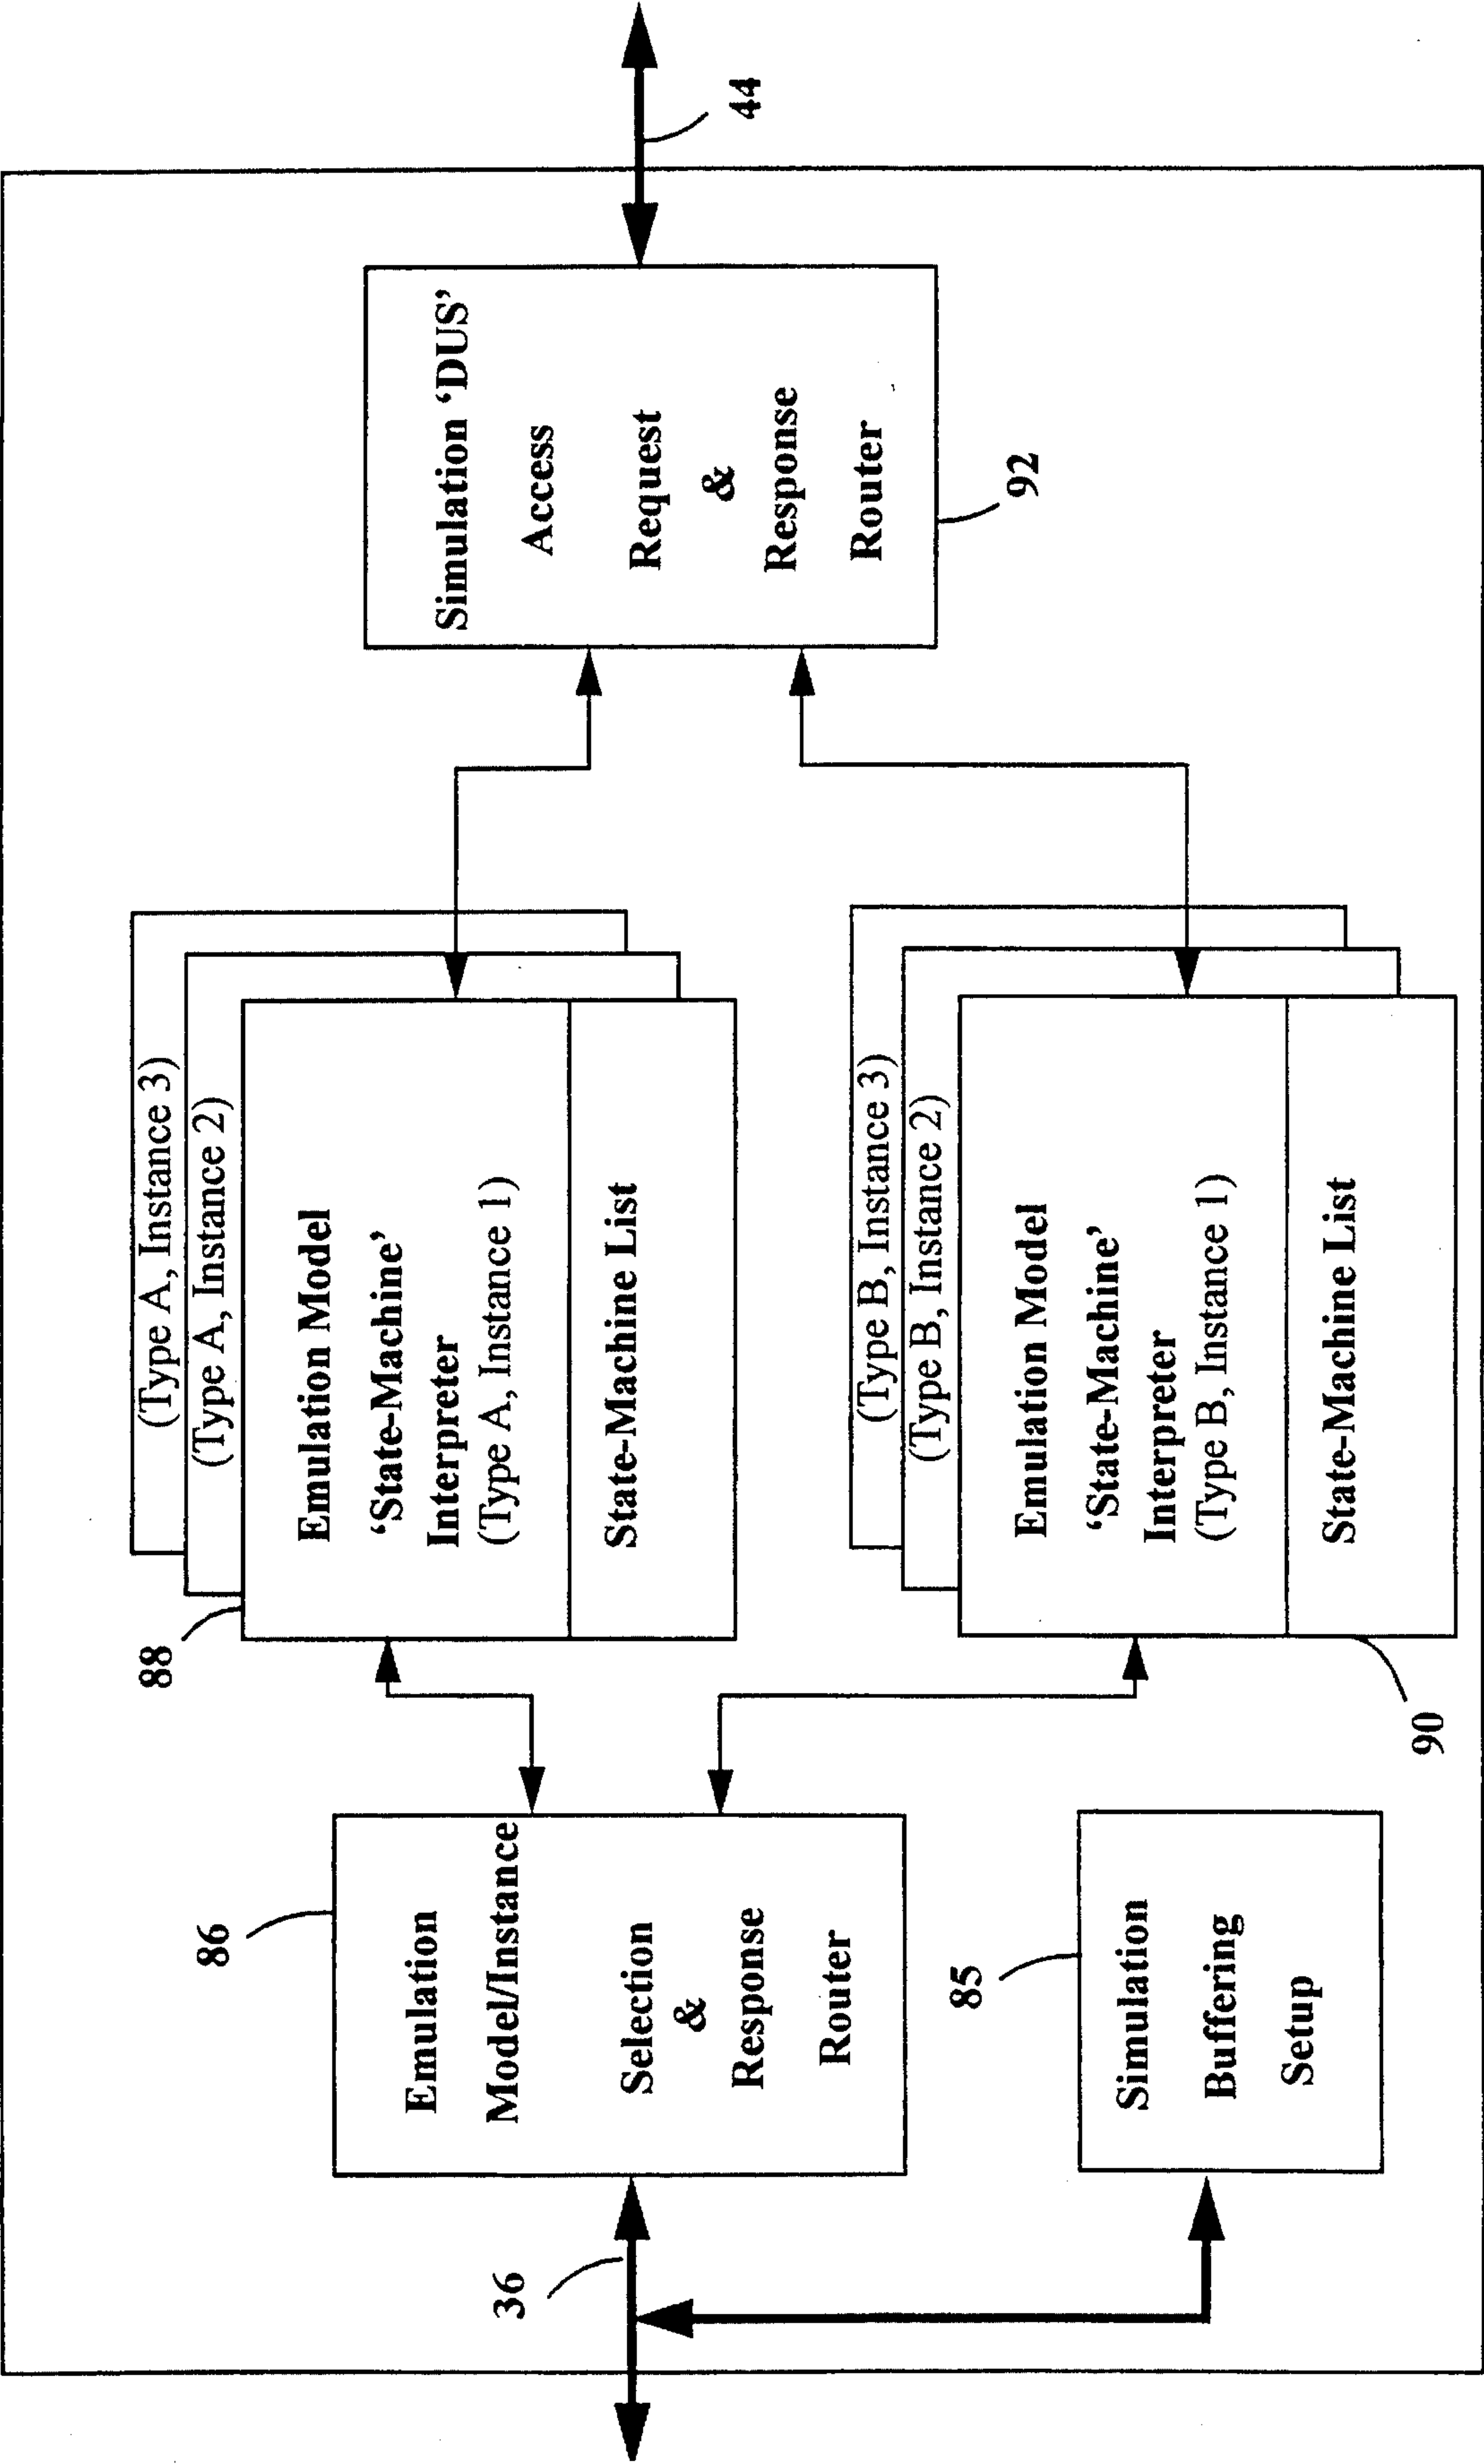 36
86
Emulation
Model/Instance
Selection
&
Response
Router
85
Simulation
Buffering
Setup
88
(Type A, Instance 3)
(Type A, Instance 2)
Emulation Model
‘State-Machine’
Interpreter
(Type A, Instance 1)
State-Machine List
(Type B, Instance 3)
(Type B, Instance 2)
Emulation Model
‘State-Machine’
Interpreter
(Type B, Instance 1)
State-Machine List
90
Simulation ‘DUS’
Access
Request
&
Response
Router
92
44